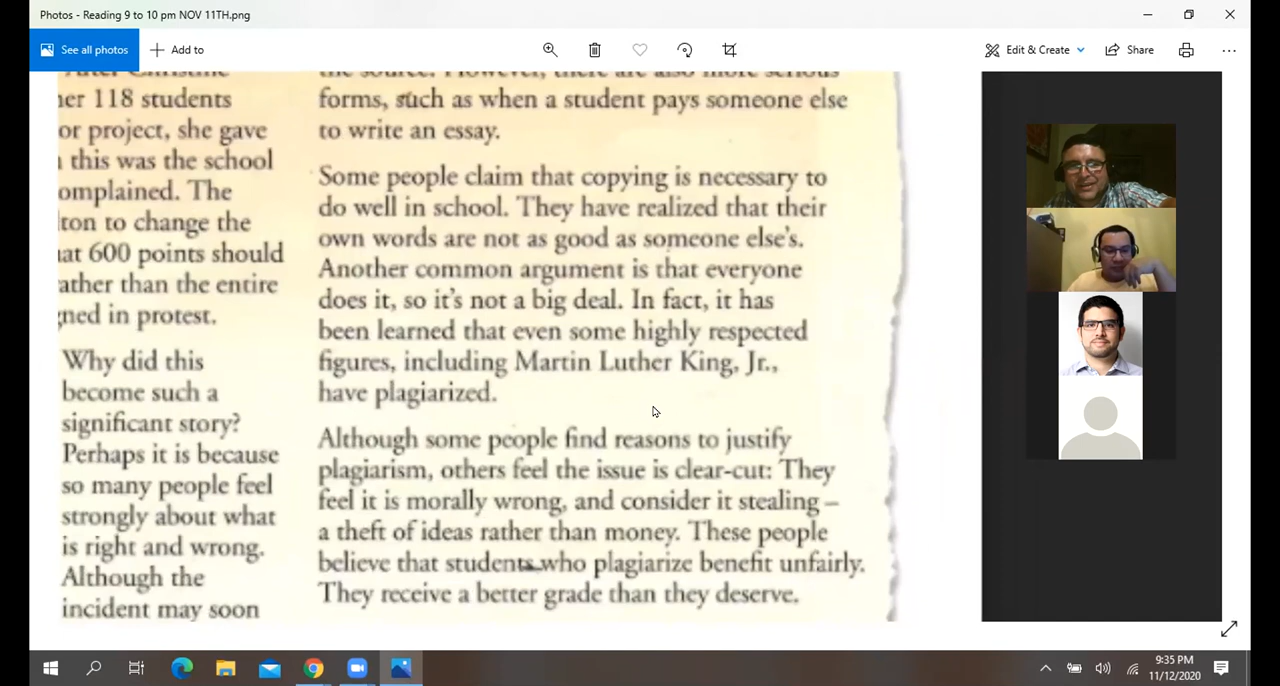 Photos - Reading 9 to 10 pm NOV 11TH.png
See all photos
Add to
Edit & Create
Share
her 118 students
or project, she gave
this was the school
omplained. The
lton to change the
at 600 points should
ather than the entire
gned in protest.
Why did this
become such a
significant story?
Perhaps it is because
so many people feel
strongly about what
is right and wrong.
Although the
incident may soon
the source. However, there are also more serious
forms, such as when a student pays someone else
to write an essay.
Some people claim that copying is necessary to
do well in school. They have realized that their
own words are not as good as someone else's.
Another common argument is that everyone
does it, so it's not a big deal. In fact, it has
been learned that even some highly respected
figures, including Martin Luther King, Jr.,
have plagiarized.
Although some people find reasons to justify
plagiarism, others feel the issue is clear-cut: They
feel it is morally wrong, and consider it stealing –
a theft of ideas rather than money. These people
believe that students who plagiarize benefit unfairly.
They receive a better grade than they deserve.
9:35 PM
11/12/2020